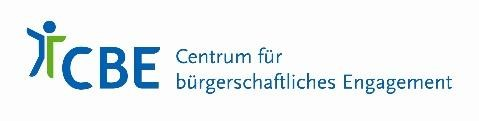 CBE
Centrum für
bürgerschaftliches Engagement